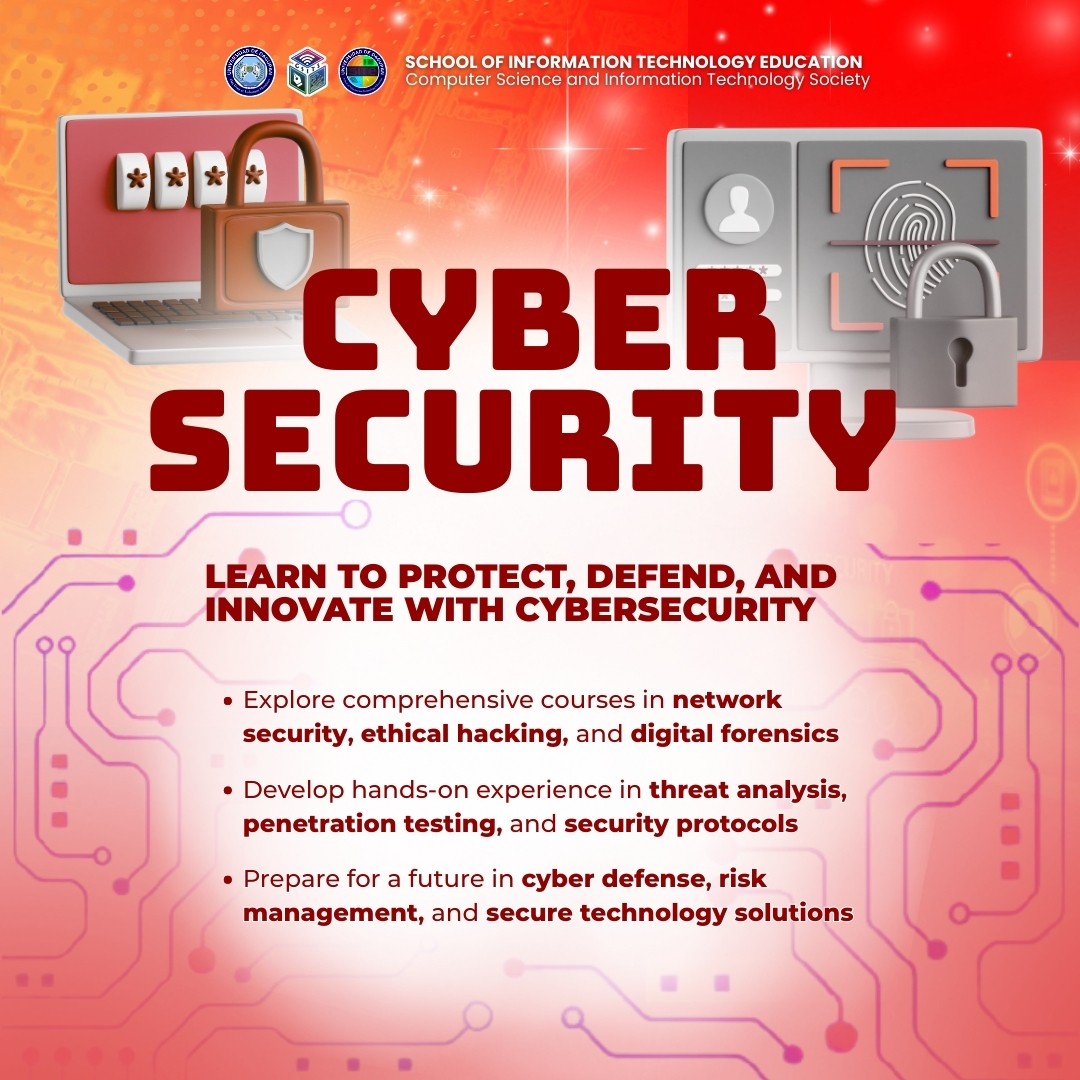 SCHOOL OF INFORMATION TECHNOLOGY EDUCATION
Computer Science and Information Technology Society
CYBER
SECURITY
LEARN TO PROTECT, DEFEND, AND
INNOVATE WITH CYBERSECURITY
• Explore comprehensive courses in network
security, ethical hacking, and digital forensics
• Develop hands-on experience in threat analysis,
penetration testing, and security protocols
• Prepare for a future in cyber defense, risk
management, and secure technology solutions